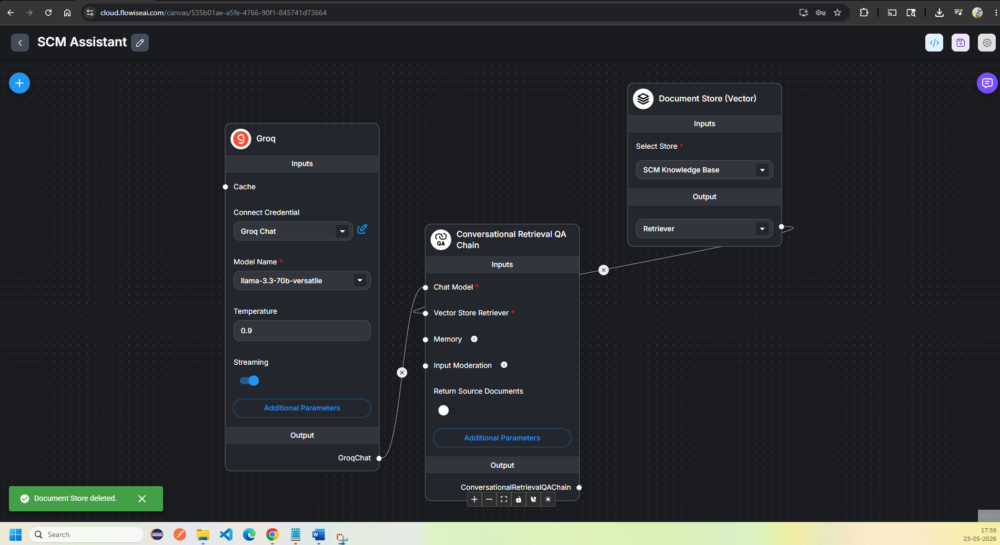 cloud.flowiseai.com/canvas/535b01ae-a5fe-4766-90f1-845741d73664
SCM Assistant
Groq
Inputs
Cache
Connect Credential
Groq Chat
Model Name *
llama-3.3-70b-versatile
Temperature
0.9
Streaming
Additional Parameters
Output
GroqChat
QA
Conversational Retrieval QA
Chain
Inputs
Chat Model *
Vector Store Retriever *
Memory
Input Moderation
Return Source Documents
Additional Parameters
Output
ConversationalRetrievalQAChain
Document Store (Vector)
Inputs
Select Store *
SCM Knowledge Base
Output
Retriever
Document Store deleted.
Search
17:59
23-05-2026